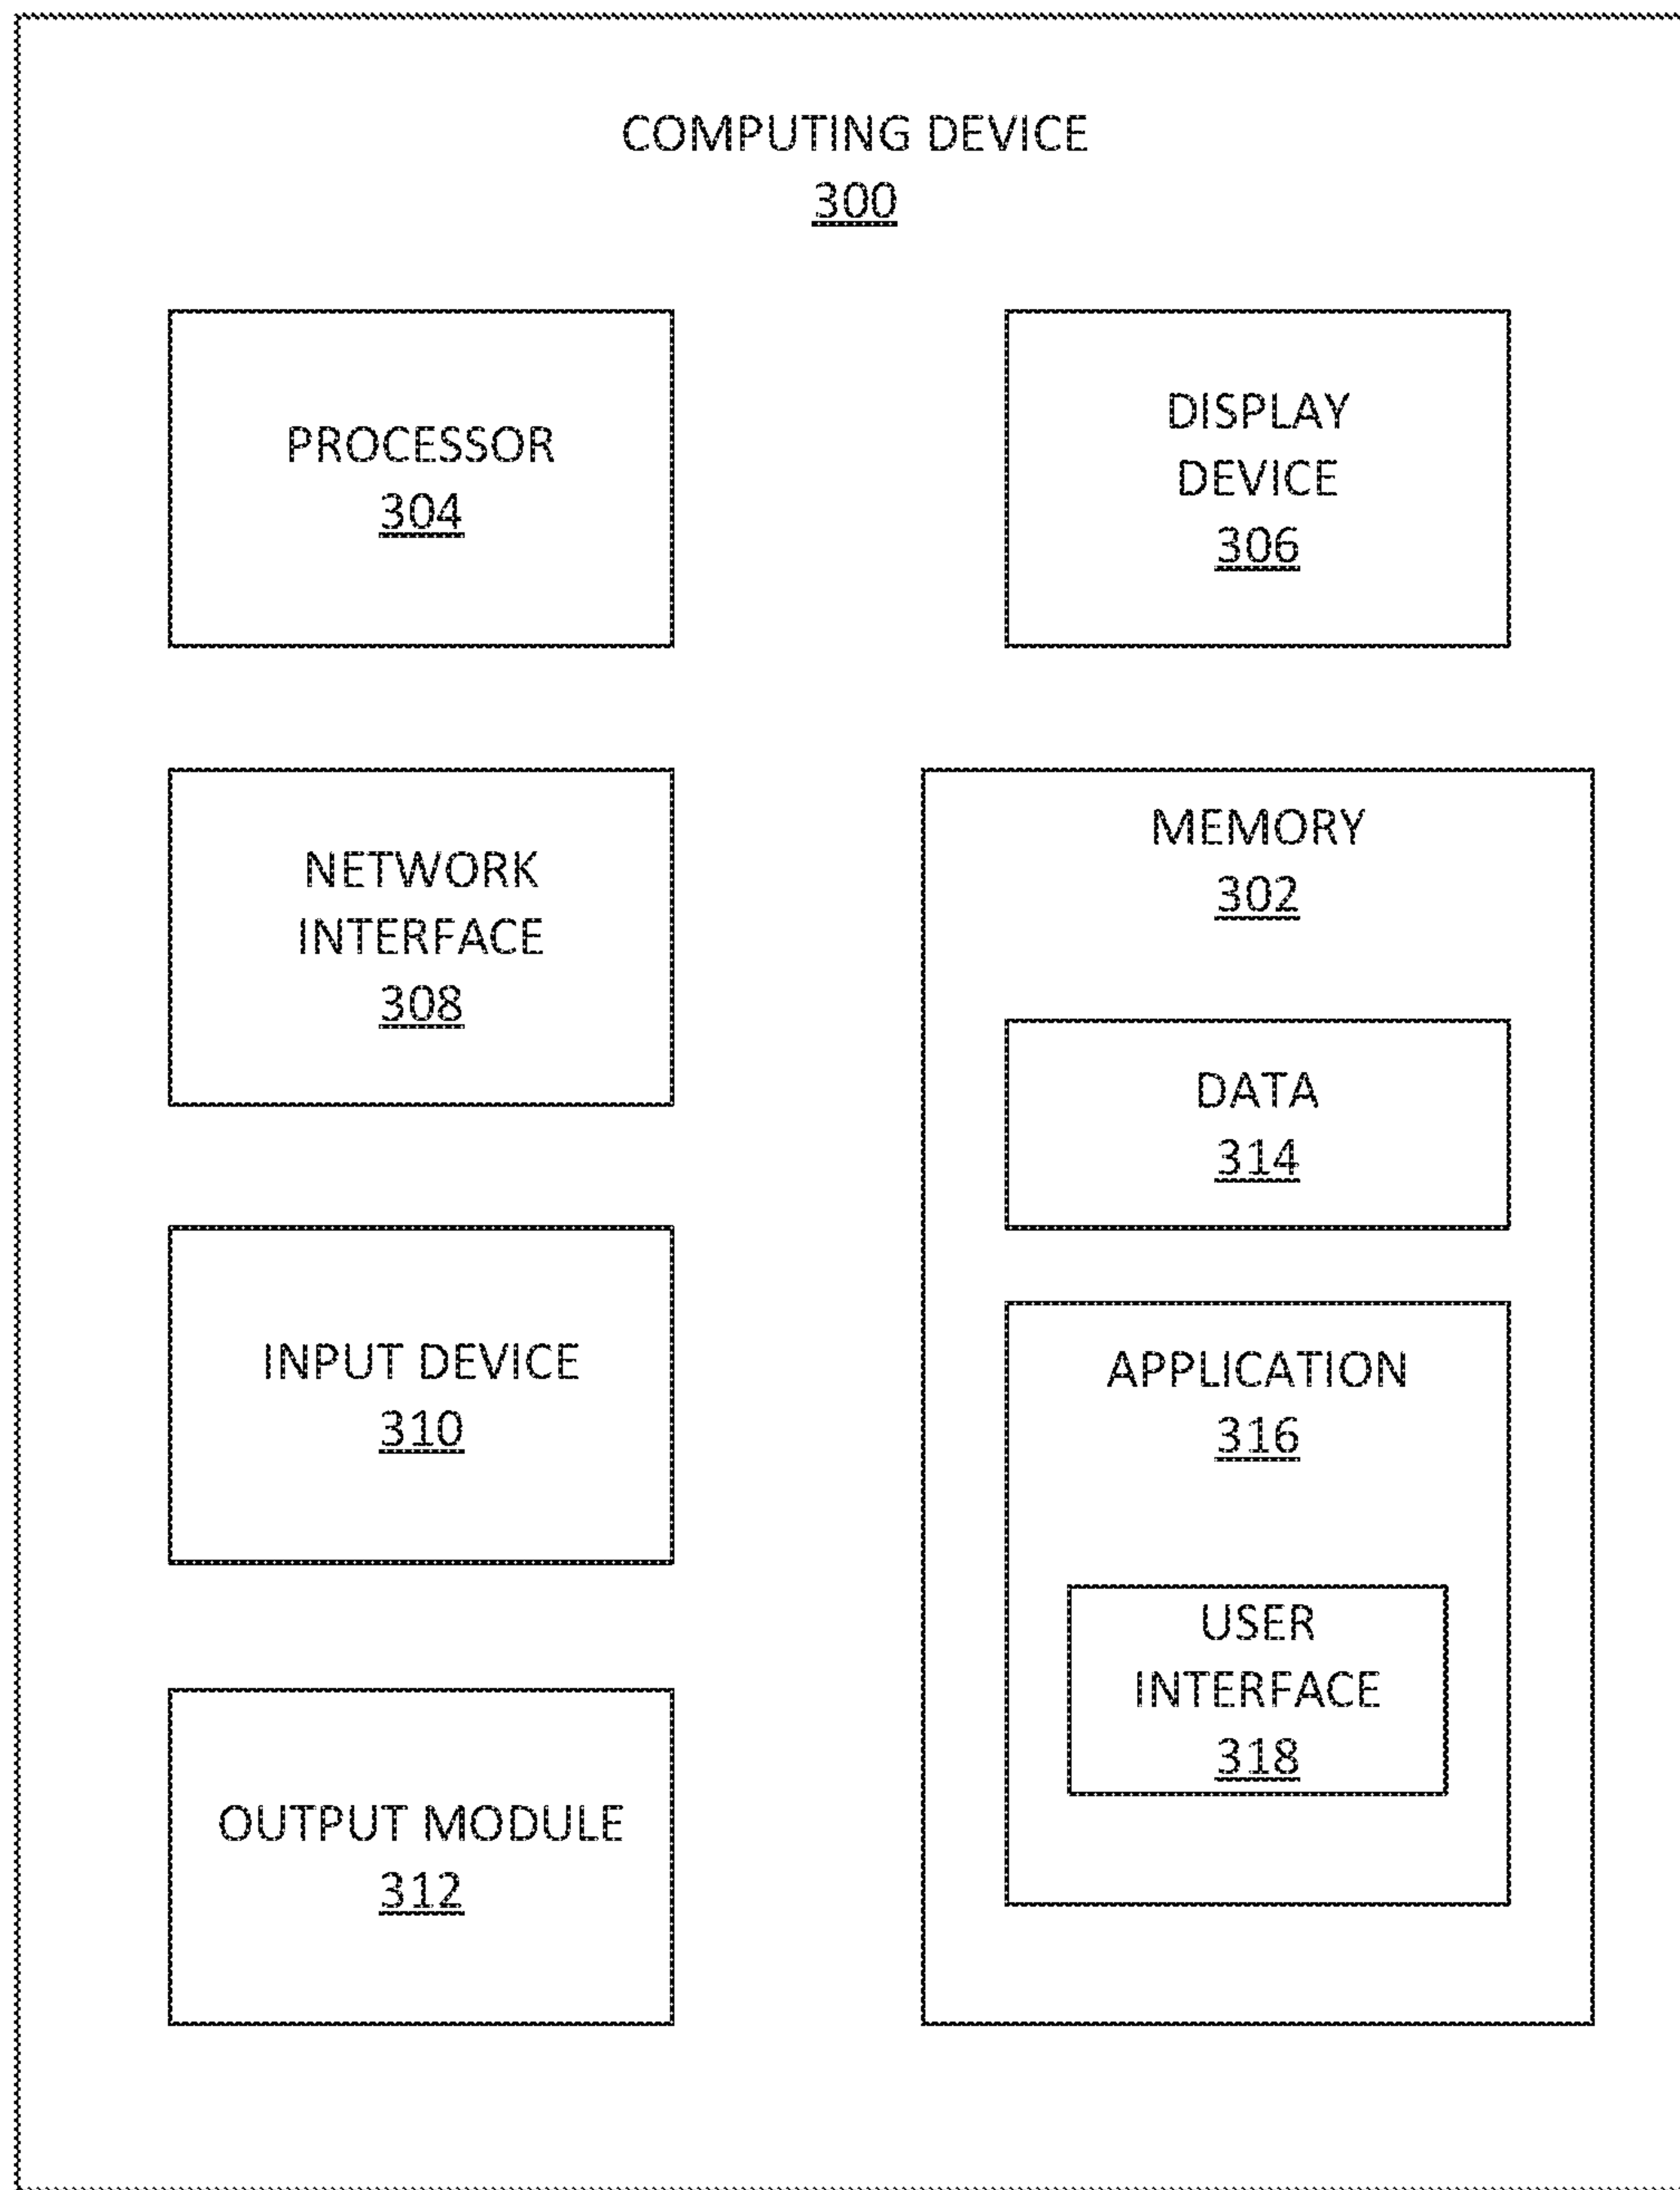 COMPUTING DEVICE
300
PROCESSOR
304
DISPLAY
DEVICE
306
NETWORK
INTERFACE
308
MEMORY
302
DATA
314
INPUT DEVICE
310
APPLICATION
316
USER
INTERFACE
318
OUTPUT MODULE
312